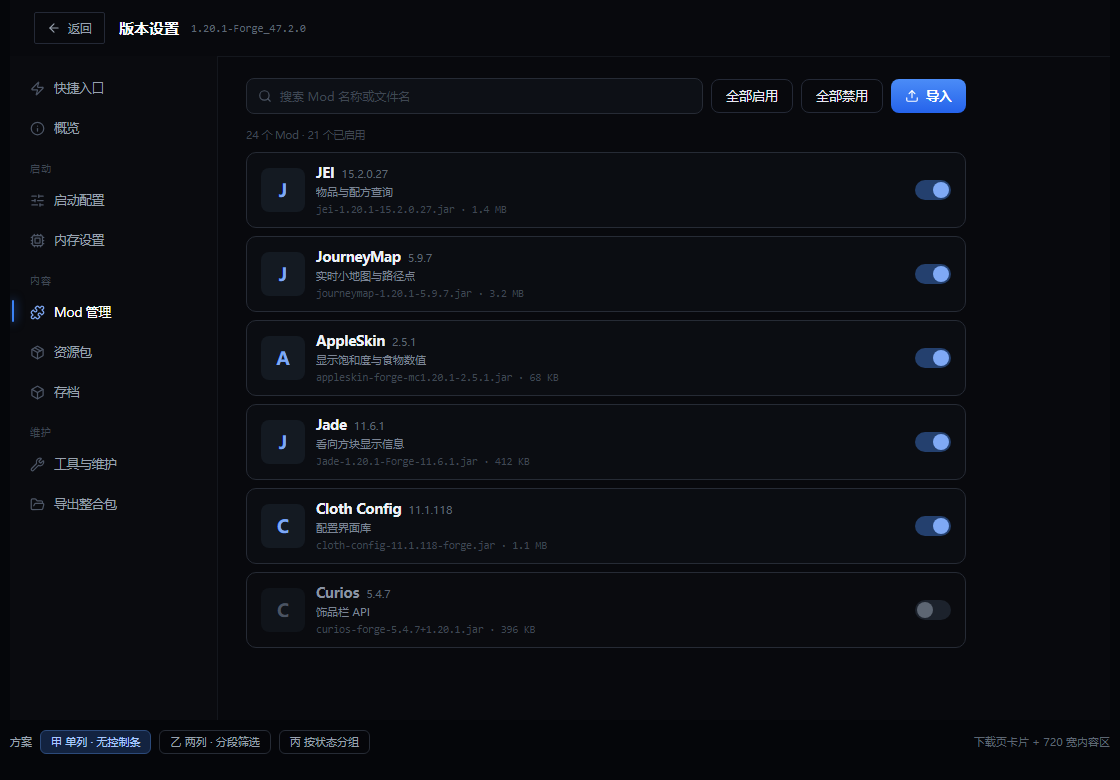 返回 版本设置 1.20.1-Forge_47.2.0
快捷入口
概览
启动
启动配置
内存设置
内容
Mod 管理
资源包
存档
维护
工具与维护
导出整合包
搜索 Mod 名称或文件名 全部启用 全部禁用 导入
24 个 Mod · 21 个已启用
J
JEI 15.2.0.27
物品与配方查询
jei-1.20.1-15.2.0.27.jar · 1.4 MB
J
JourneyMap 5.9.7
实时小地图与路径点
journeymap-1.20.1-5.9.7.jar · 3.2 MB
A
AppleSkin 2.5.1
显示饱和度与食物数值
appleskin-forge-mc1.20.1-2.5.1.jar · 68 KB
J
Jade 11.6.1
看向方块显示信息
Jade-1.20.1-Forge-11.6.1.jar · 412 KB
C
Cloth Config 11.1.118
配置界面库
cloth-config-11.1.118-forge.jar · 1.1 MB
C
Curios 5.4.7
饰品栏 API
curios-forge-5.4.7+1.20.1.jar · 396 KB
方案 甲 单列 · 无控制条 乙 两列 · 分段筛选 丙 按状态分组 下载页卡片 + 720 宽内容区